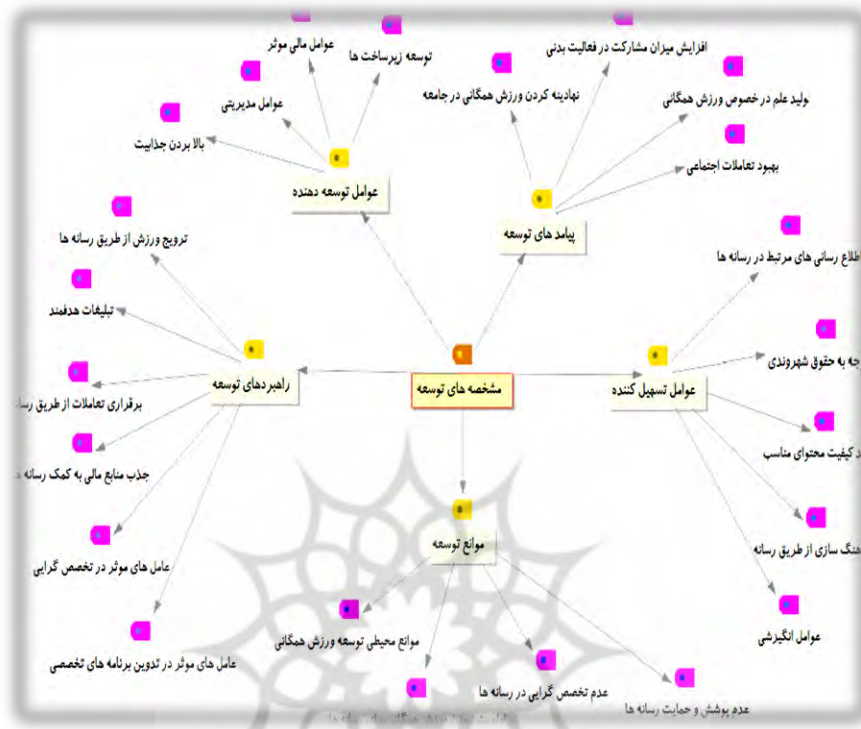 عوامل مالی موثر
توسعه زیرساخت ها
افزایش میزان مشارکت در فعالیت بدنی
عوامل مدیریتی
نهادینه کردن ورزش همگانی در جامعه
تولید علم در خصوص ورزش همگانی
بالا بردن جذابیت
بهبود تعاملات اجتماعی
عوامل توسعه دهنده
پیامد های توسعه
ترویج ورزش از طریق رسانه ها
اطلاع رسانی های مرتبط در رسانه ها
تبلیغات هدفمند
به حقوق شهروندی
راهبردهای توسعه
مشخصه های توسعه
عوامل تسهیل کننده
برقراری تعاملات از طریق
جذب منابع مالی به کمک رسانه
کیفیت محتوای مناسب
موانع توسعه
سازی از طریق رسانه
عامل های موثر در تخصص گرایی
عوامل انگیزشی
موانع محیطی توسعه ورزش همگانی
عامل های موثر در تدوین برنامه های تخصصی
عدم تخصص گرایی در رسانه ها
عدم پوشش و حمایت رسانه ها